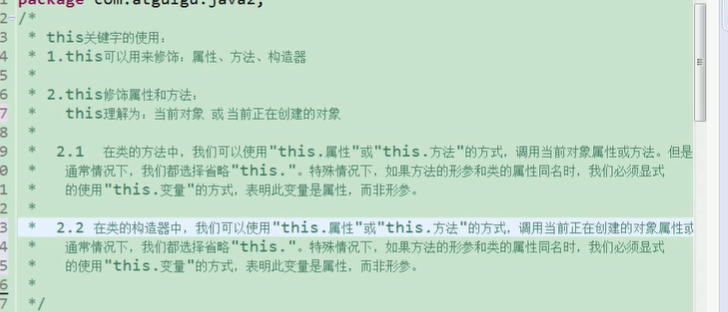 package com.atguigu.java2;
2 /*
3 * this关键字的使用：
4 * 1.this可以用来修饰：属性、方法、构造器
5 *
6 * 2.this修饰属性和方法：
7 * this理解为：当前对象 或 当前正在创建的对象
8 *
9 * 2.1 在类的方法中，我们可以使用"this.属性"或"this.方法"的方式，调用当前对象属性或方法。但是
0 * 通常情况下，我们都选择省略"this."。特殊情况下，如果方法的形参和类的属性同名时，我们必须显式
1 * 的使用"this.变量"的方式，表明此变量是属性，而非形参。
2 *
3 * 2.2 在类的构造器中，我们可以使用"this.属性"或"this.方法"的方式，调用当前正在创建的对象属性或
4 * 通常情况下，我们都选择省略"this."。特殊情况下，如果方法的形参和类的属性同名时，我们必须显式
5 * 的使用"this.变量"的方式，表明此变量是属性，而非形参。
6 *
7 */